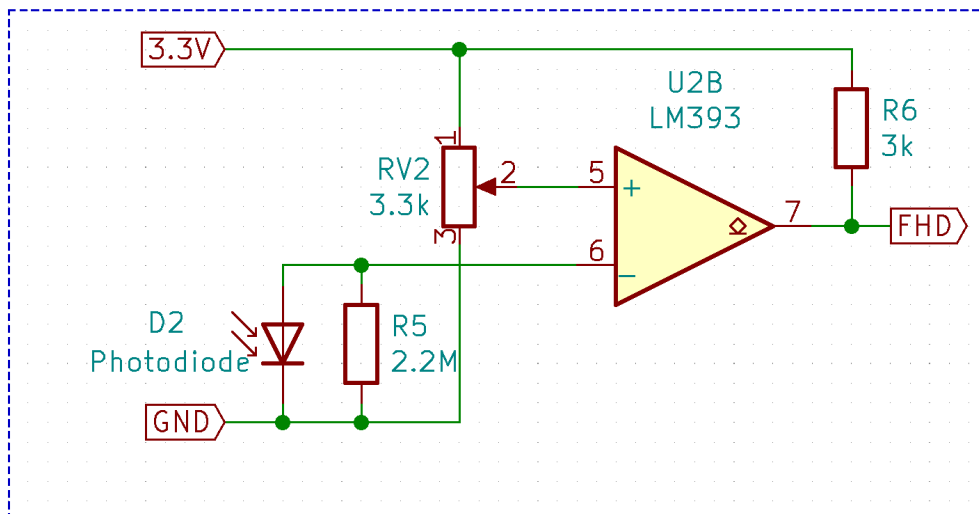 3.3V
U2B
LM393
R6
3k
1
RV2
3.3k
2
3
5
+
6
−
7
FHD
D2
Photodiode
R5
2.2M
GND